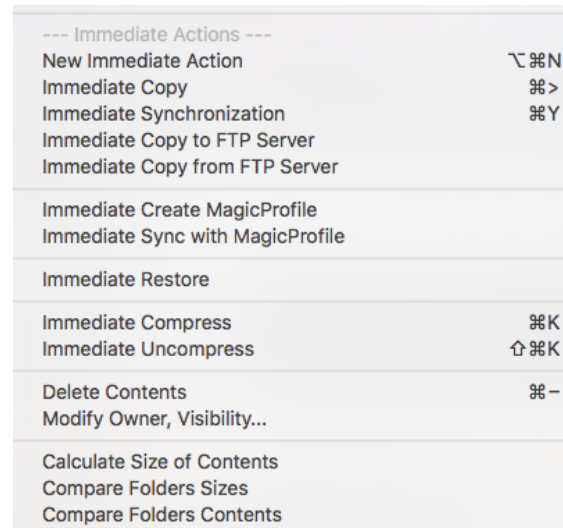 --- Immediate Actions ---
New Immediate Action ⌥⌘N
Immediate Copy ⌘>
Immediate Synchronization ⌘Y
Immediate Copy to FTP Server
Immediate Copy from FTP Server
Immediate Create MagicProfile
Immediate Sync with MagicProfile
Immediate Restore
Immediate Compress ⌘K
Immediate Uncompress ⇧⌘K
Delete Contents ⌘−
Modify Owner, Visibility...
Calculate Size of Contents
Compare Folders Sizes
Compare Folders Contents